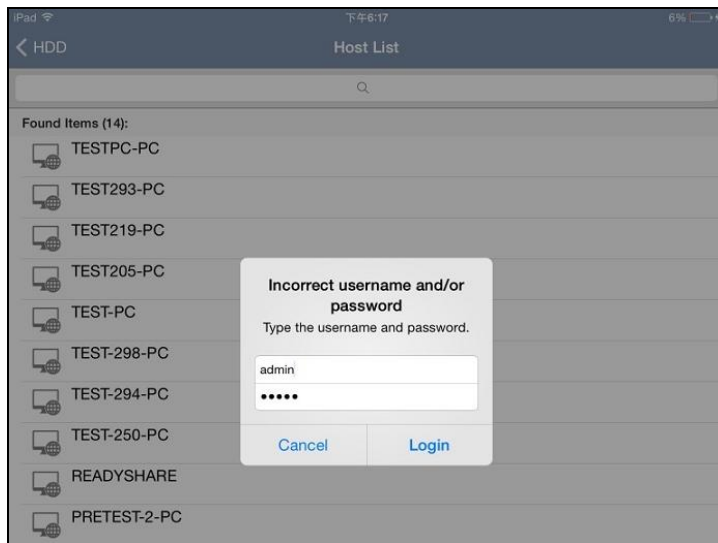 iPad 下午6:17 6%
HDD Host List
Found Items (14):
TESTPC-PC
TEST293-PC
TEST219-PC
TEST205-PC
TEST-PC
TEST-298-PC
TEST-294-PC
TEST-250-PC
READYSHARE
PRETEST-2-PC
Incorrect username and/or
password
Type the username and password.
admin
•••••
Cancel Login